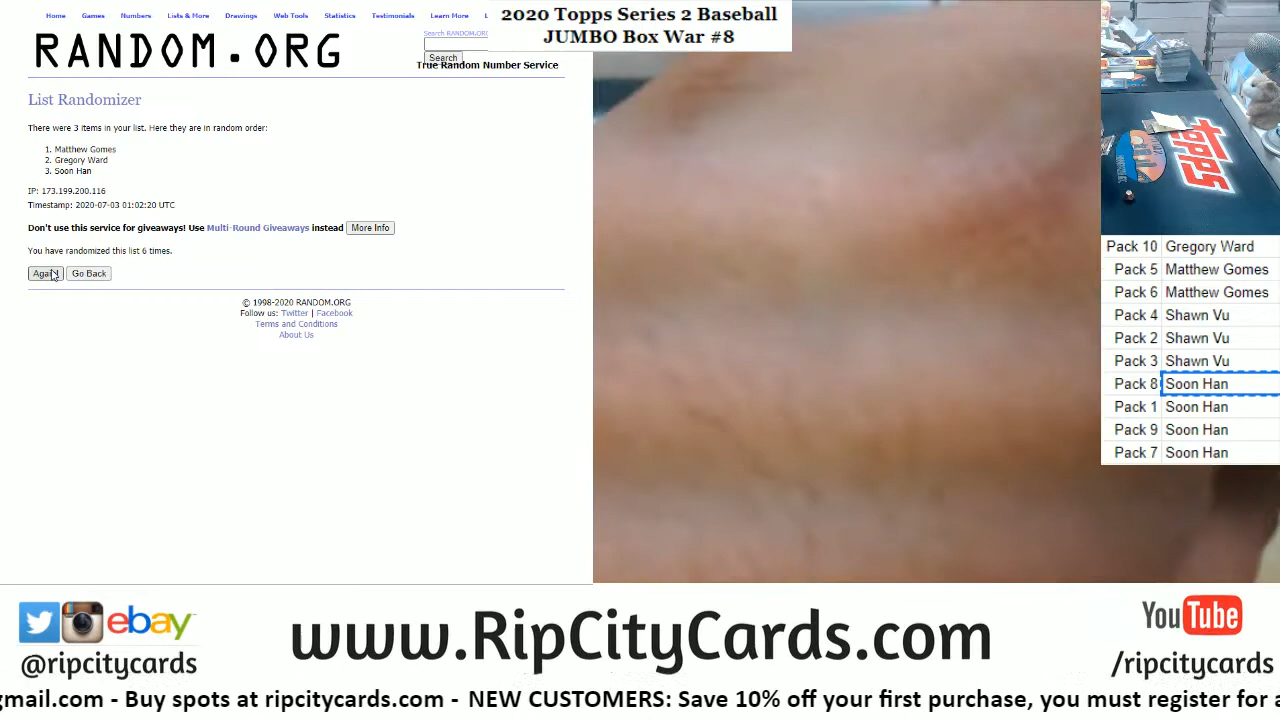 Home Games Numbers Lists & More Drawings Web Tools Statistics Testimonials Learn More L
2020 Topps Series 2 Baseball
JUMBO Box War #8
RANDOM.ORG
Search RANDOM.ORG
Search
True Random Number Service
List Randomizer
There were 3 items in your list. Here they are in random order:
1. Matthew Gomes
2. Gregory Ward
3. Soon Han
IP: 173.199.200.116
Timestamp: 2020-07-03 01:02:20 UTC
Don't use this service for giveaways! Use Multi-Round Giveaways instead More Info
You have randomized this list 6 times.
Again! Go Back
© 1998-2020 RANDOM.ORG
Follow us: Twitter | Facebook
Terms and Conditions
About Us
topps
Pack 10 Gregory Ward
Pack 5 Matthew Gomes
Pack 6 Matthew Gomes
Pack 4 Shawn Vu
Pack 2 Shawn Vu
Pack 3 Shawn Vu
Pack 8 Soon Han
Pack 1 Soon Han
Pack 9 Soon Han
Pack 7 Soon Han
ebay
@ripcitycards
www.RipCityCards.com
YouTube
/ripcitycards
gmail.com - Buy spots at ripcitycards.com - NEW CUSTOMERS: Save 10% off your first purchase, you must register for a